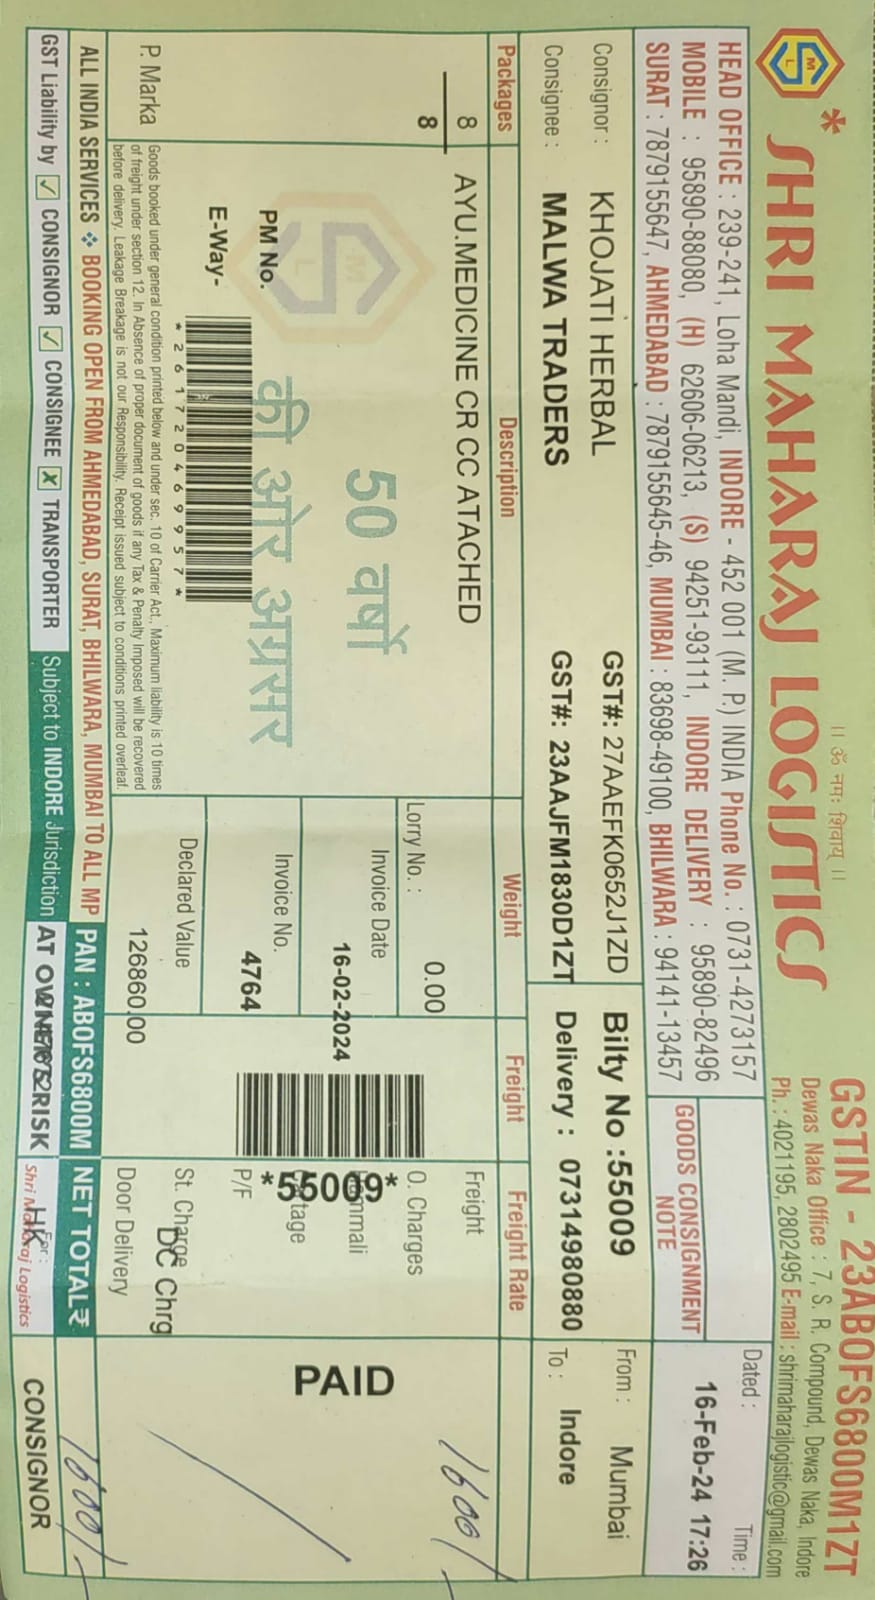 ।। ॐ नमः शिवाय ।।
* SHRI MAHARAJ LOGISTICS
GSTIN - 23ABOFS6800M1ZT
Dewas Naka Office : 7, S. R. Compound, Dewas Naka, Indore
Ph. : 4021195, 2802495 E-mail : shrimaharajlogistic@gmail.com
HEAD OFFICE : 239-241, Loha Mandi, INDORE - 452 001 (M. P.) INDIA Phone No. : 0731-4273157
MOBILE : 95890-88080, (H) 62606-06213, (S) 94251-93111, INDORE DELIVERY : 95890-82496
SURAT : 7879155647, AHMEDABAD : 7879155645-46, MUMBAI : 83698-49100, BHILWARA : 94141-13457
GOODS CONSIGNMENT
NOTE
Dated : Time :
16-Feb-24 17:26
Consignor : KHOJATI HERBAL GST#: 27AAEFK0652J1ZD Bilty No :55009 From : Mumbai
Consignee : MALWA TRADERS GST#: 23AAJFM1830D1ZT Delivery : 07314980880 To : Indore
Packages Description Weight Freight Freight Rate
8 AYU.MEDICINE CR CC ATACHED
8
0.00
Freight 1600/-
Lorry No. :
O. Charges
Invoice Date
16-02-2024
*55009*
PAID
Invoice No.
4764
P/F
Declared Value
126860.00
St. Charge
DC Chrg
Door Delivery
50 वर्षो
की ओर अग्रसर
PM No.
E-Way-
*261720469957*
P. Marka
Goods booked under general condition printed below and under sec. 10 of Carrier Act., Maximum liability is 10 times
of freight under section 12. In Absence of proper document of goods if any Tax & Penalty Imposed will be recovered
before delivery. Leakage Breakage is not our Responsibility. Receipt issued subject to conditions printed overleaf.
ALL INDIA SERVICES ❖ BOOKING OPEN FROM AHMEDABAD, SURAT, BHILWARA, MUMBAI TO ALL MP PAN : ABOFS6800M NET TOTAL ₹ 1600/-
GST Liability by ✓ CONSIGNOR ✓ CONSIGNEE X TRANSPORTER Subject to INDORE Jurisdiction AT OWNER'S RISK
For :
HK
Shri Maharaj Logistics
CONSIGNOR